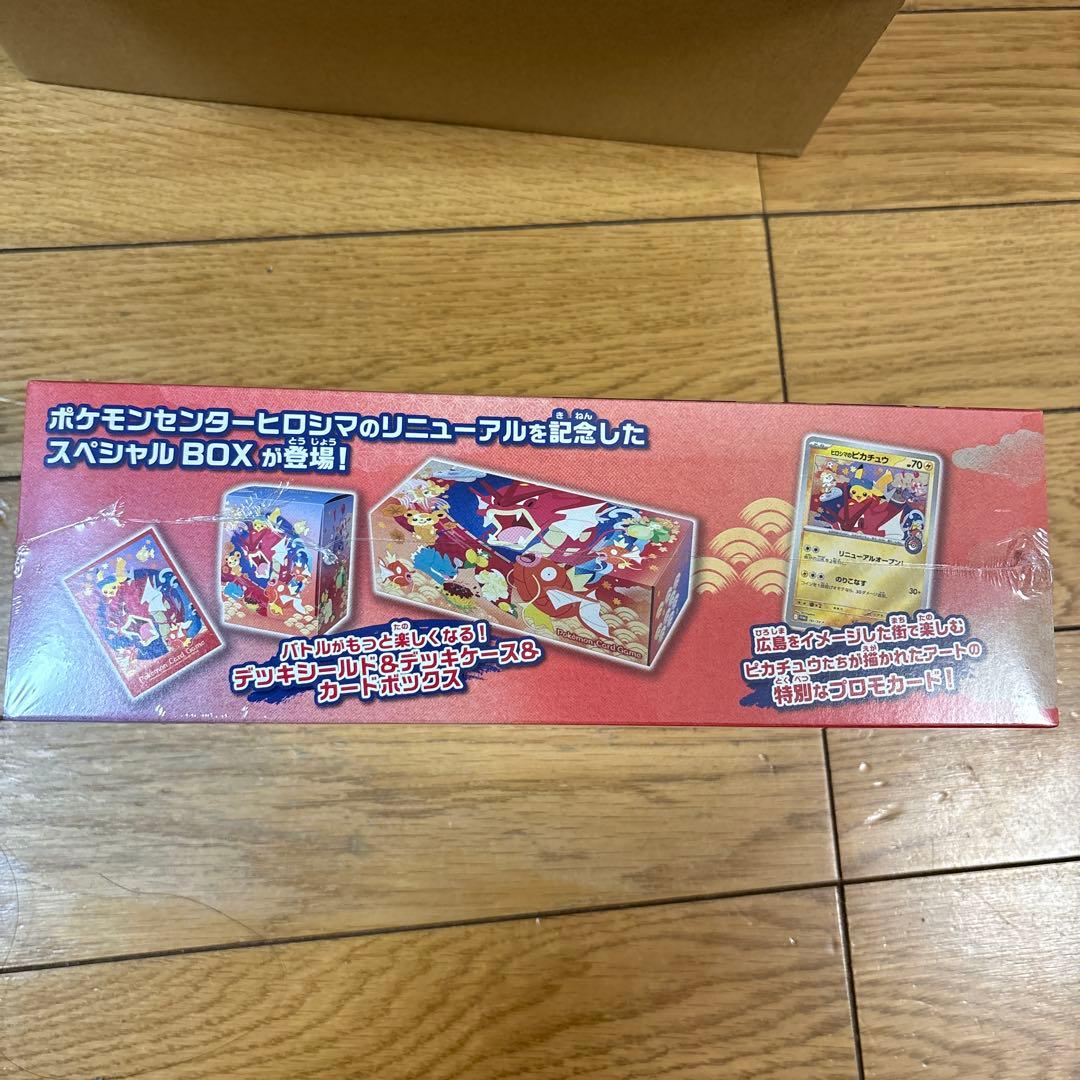 ポケモンセンターヒロシマのリニューアルを記念した
スペシャルBOXが登場!
バトルがもっと楽しくなる!
デッキシールド&デッキケース&
カードボックス
Pokémon Card Game
Pokémon Card Game
ヒロシマのピカチュウ
HP70
リニューアルオープン!
のりこなす
30+
広島をイメージした街で楽しむ
ピカチュウたちが描かれたアートの
特別なプロモカード!